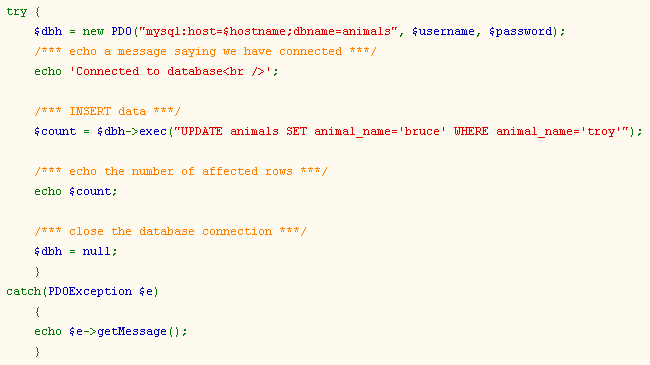 try {
    $dbh = new PDO("mysql:host=$hostname;dbname=animals", $username, $password);
    /*** echo a message saying we have connected ***/
    echo 'Connected to database<br />';

    /*** INSERT data ***/
    $count = $dbh->exec("UPDATE animals SET animal_name='bruce' WHERE animal_name='troy'");

    /*** echo the number of affected rows ***/
    echo $count;

    /*** close the database connection ***/
    $dbh = null;
    }
catch(PDOException $e)
    {
    echo $e->getMessage();
    }